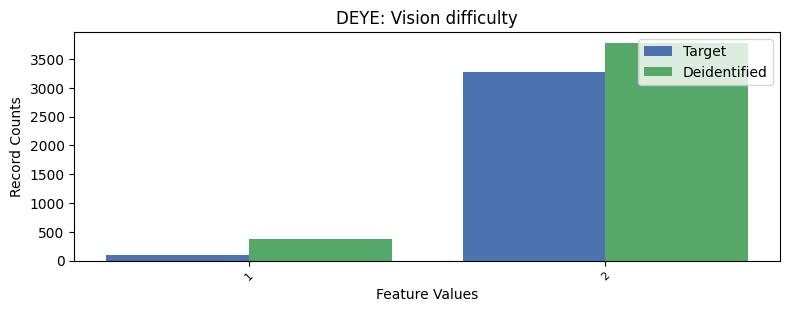 DEYE: Vision difficulty
Target
Deidentified
Record Counts
3500
3000
2500
2000
1500
1000
500
0
1
2
Feature Values